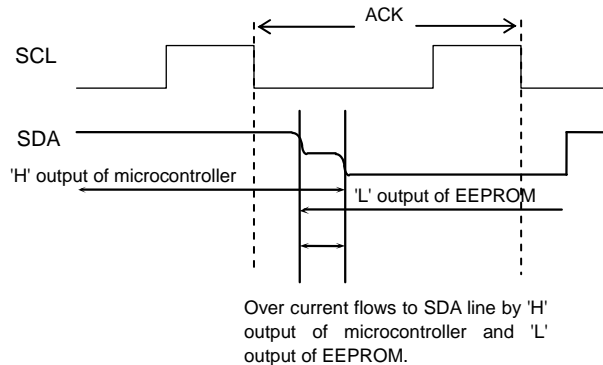 ACK
SCL
SDA
'H' output of microcontroller
'L' output of EEPROM
Over current flows to SDA line by 'H'
output of microcontroller and 'L'
output of EEPROM.